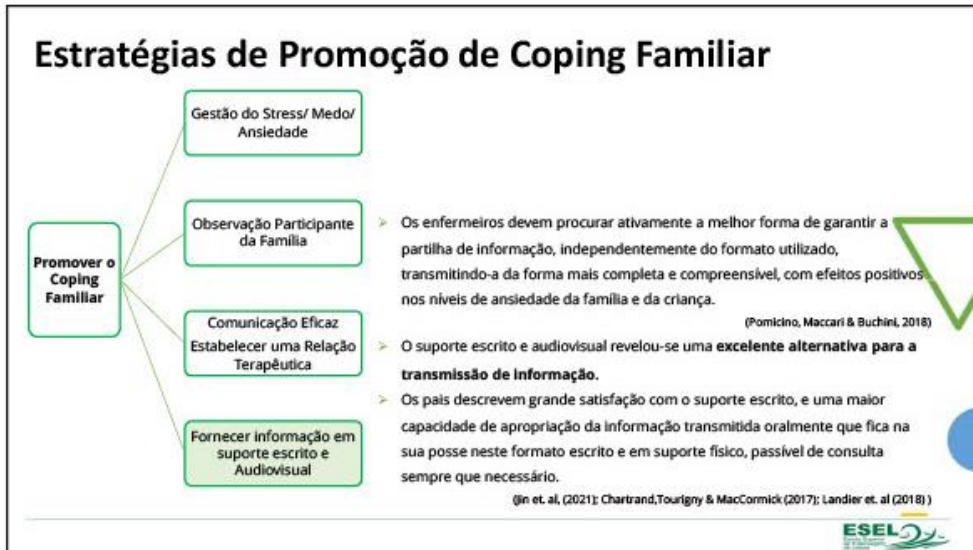 Estratégias de Promoção de Coping Familiar
Gestão do Stress/ Medo/
Ansiedade
Observação Participante
da Família
Promover o
Coping
Familiar
Comunicação Eficaz
Estabelecer uma Relação
Terapêutica
Fornecer informação em
suporte escrito e
Audiovisual
➢ Os enfermeiros devem procurar ativamente a melhor forma de garantir a
partilha de informação, independentemente do formato utilizado,
transmitindo-a da forma mais completa e compreensível, com efeitos positivos
nos níveis de ansiedade da família e da criança.
(Pomicino, Maccari & Buchini, 2018)
➢ O suporte escrito e audiovisual revelou-se uma excelente alternativa para a
transmissão de informação.
➢ Os pais descrevem grande satisfação com o suporte escrito, e uma maior
capacidade de apropriação da informação transmitida oralmente que fica na
sua posse neste formato escrito e em suporte físico, passível de consulta
sempre que necessário.
(Jin et. al, (2021); Chartrand,Tourigny & MacCormick (2017); Landier et. al (2018) )
ESEL